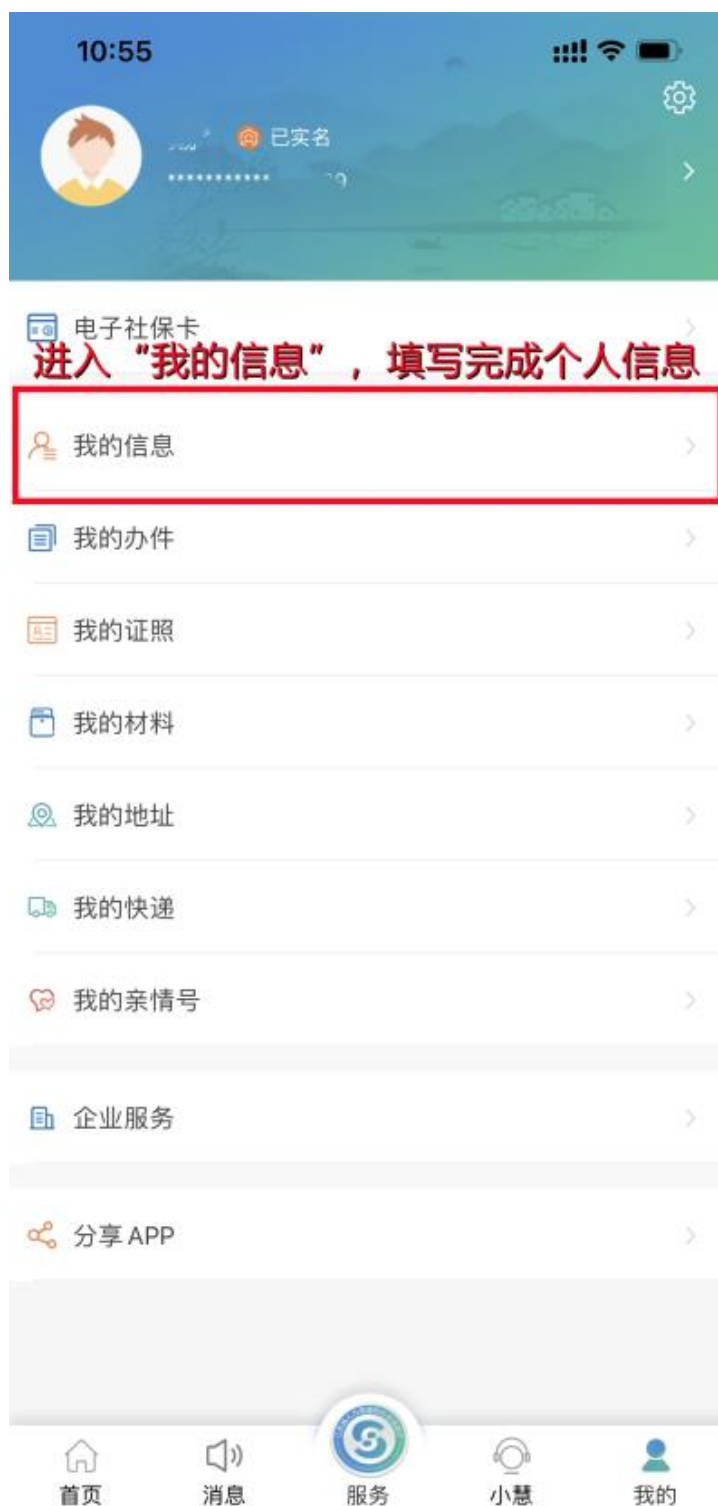 10:55
已实名
电子社保卡
进入“我的信息”，填写完成个人信息
我的信息
我的办件
我的证照
我的材料
我的地址
我的快递
我的亲情号
企业服务
分享APP
首页
消息
服务
小慧
我的